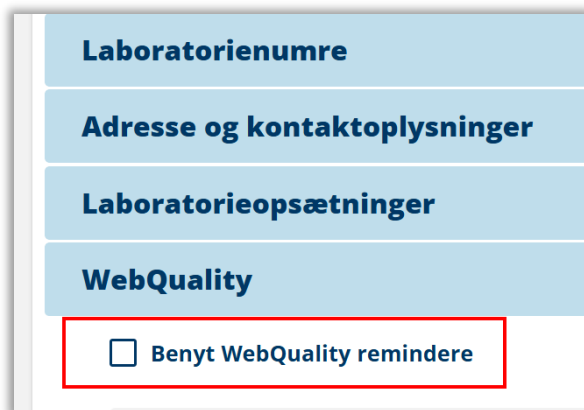 Laboratorienumre
Adresse og kontaktoplysninger
Laboratorieopsætninger
WebQuality
Benyt WebQuality remindere